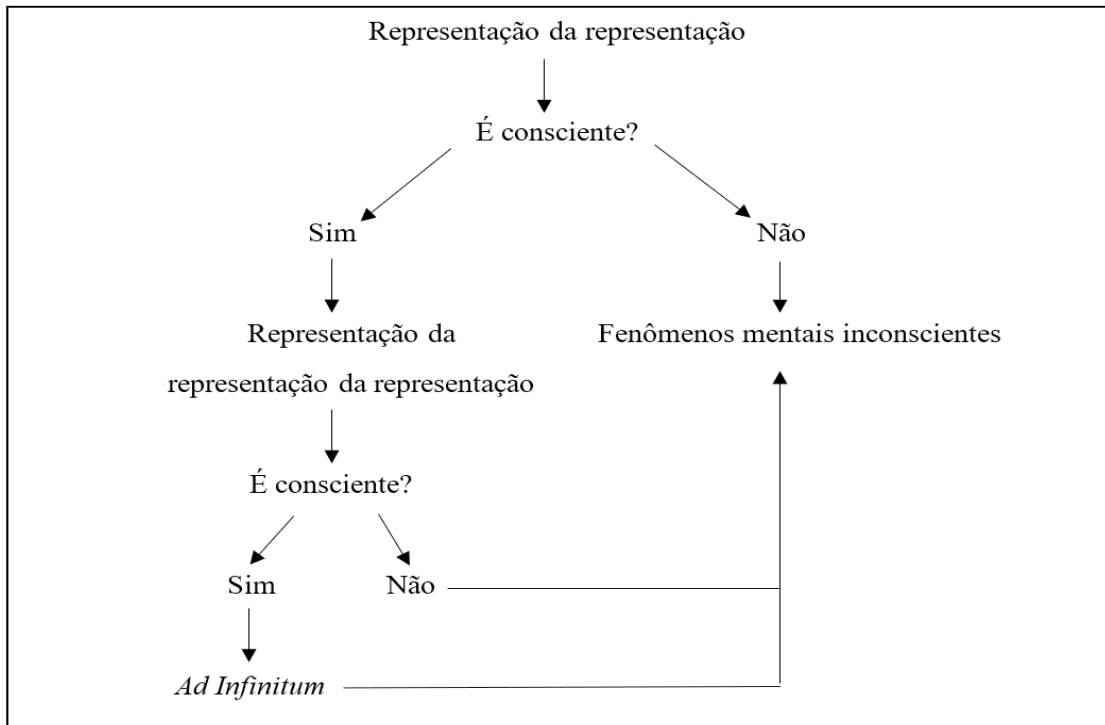 Representação da representação
É consciente?
Sim
Não
Representação da
representação da representação
Fenômenos mentais inconscientes
É consciente?
Sim
Não
Ad Infinitum